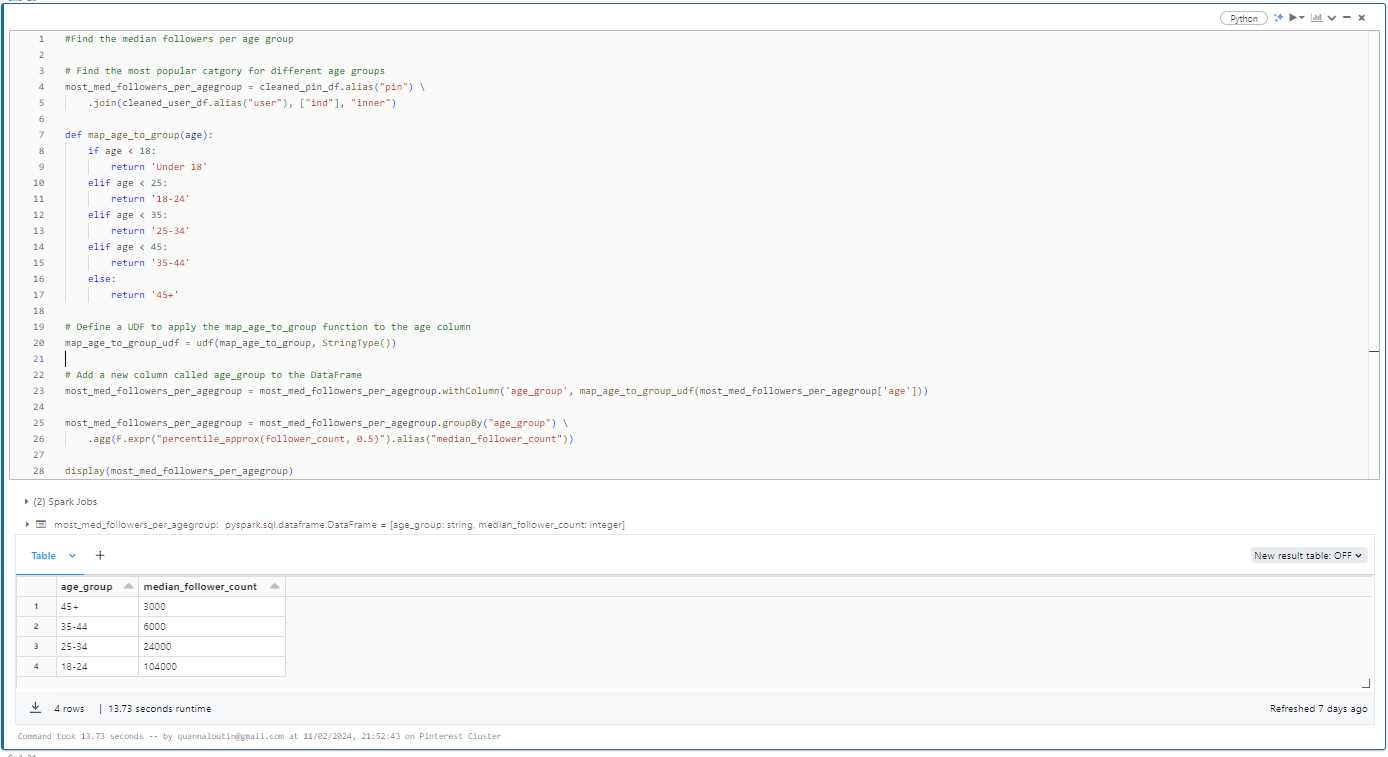 Python
1 #Find the median followers per age group
2
3 # Find the most popular catgory for different age groups
4 most_med_followers_per_agegroup = cleaned_pin_df.alias("pin") \
5 .join(cleaned_user_df.alias("user"), ["ind"], "inner")
6
7 def map_age_to_group(age):
8 if age < 18:
9 return 'Under 18'
10 elif age < 25:
11 return '18-24'
12 elif age < 35:
13 return '25-34'
14 elif age < 45:
15 return '35-44'
16 else:
17 return '45+'
18
19 # Define a UDF to apply the map_age_to_group function to the age column
20 map_age_to_group_udf = udf(map_age_to_group, StringType())
21
22 # Add a new column called age_group to the DataFrame
23 most_med_followers_per_agegroup = most_med_followers_per_agegroup.withColumn('age_group', map_age_to_group_udf(most_med_followers_per_agegroup['age']))
24
25 most_med_followers_per_agegroup = most_med_followers_per_agegroup.groupBy("age_group") \
26 .agg(F.expr("percentile_approx(follower_count, 0.5)").alias("median_follower_count"))
27
28 display(most_med_followers_per_agegroup)
(2) Spark Jobs
most_med_followers_per_agegroup: pyspark.sql.dataframe.DataFrame = [age_group: string, median_follower_count: integer]
Table + New result table: OFF
age_group median_follower_count
1 45+ 3000
2 35-44 6000
3 25-34 24000
4 18-24 104000
4 rows | 13.73 seconds runtime Refreshed 7 days ago
Command took 13.73 seconds -- by quannaloutin@gmail.com at 11/02/2024, 21:52:43 on Pinterest Cluster